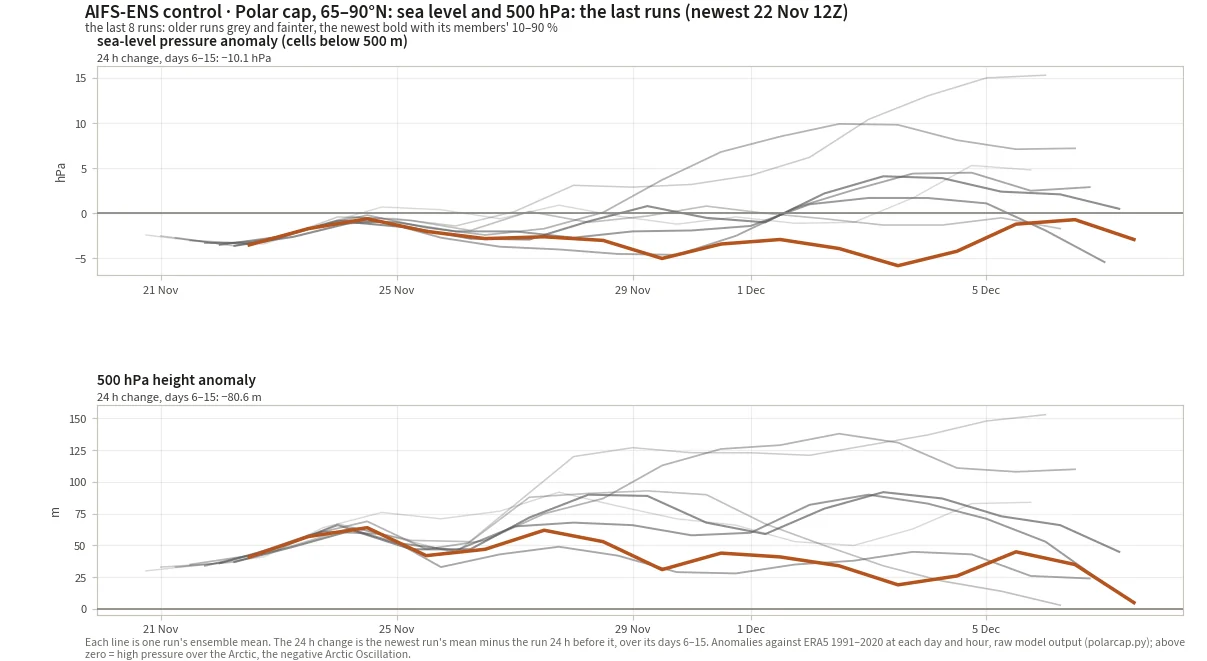 AIFS-ENS control · Polar cap, 65–90°N: sea level and 500 hPa: the last runs (newest 22 Nov 12Z)
the last 8 runs: older runs grey and fainter, the newest bold with its members' 10–90 %
sea-level pressure anomaly (cells below 500 m)
24 h change, days 6–15: −10.1 hPa
15
10
5
0
−5
hPa
21 Nov 25 Nov 29 Nov 1 Dec 5 Dec
500 hPa height anomaly
24 h change, days 6–15: −80.6 m
150
125
100
75
50
25
0
m
21 Nov 25 Nov 29 Nov 1 Dec 5 Dec
Each line is one run's ensemble mean. The 24 h change is the newest run's mean minus the run 24 h before it, over its days 6–15. Anomalies against ERA5 1991–2020 at each day and hour, raw model output (polarcap.py); above
zero = high pressure over the Arctic, the negative Arctic Oscillation.